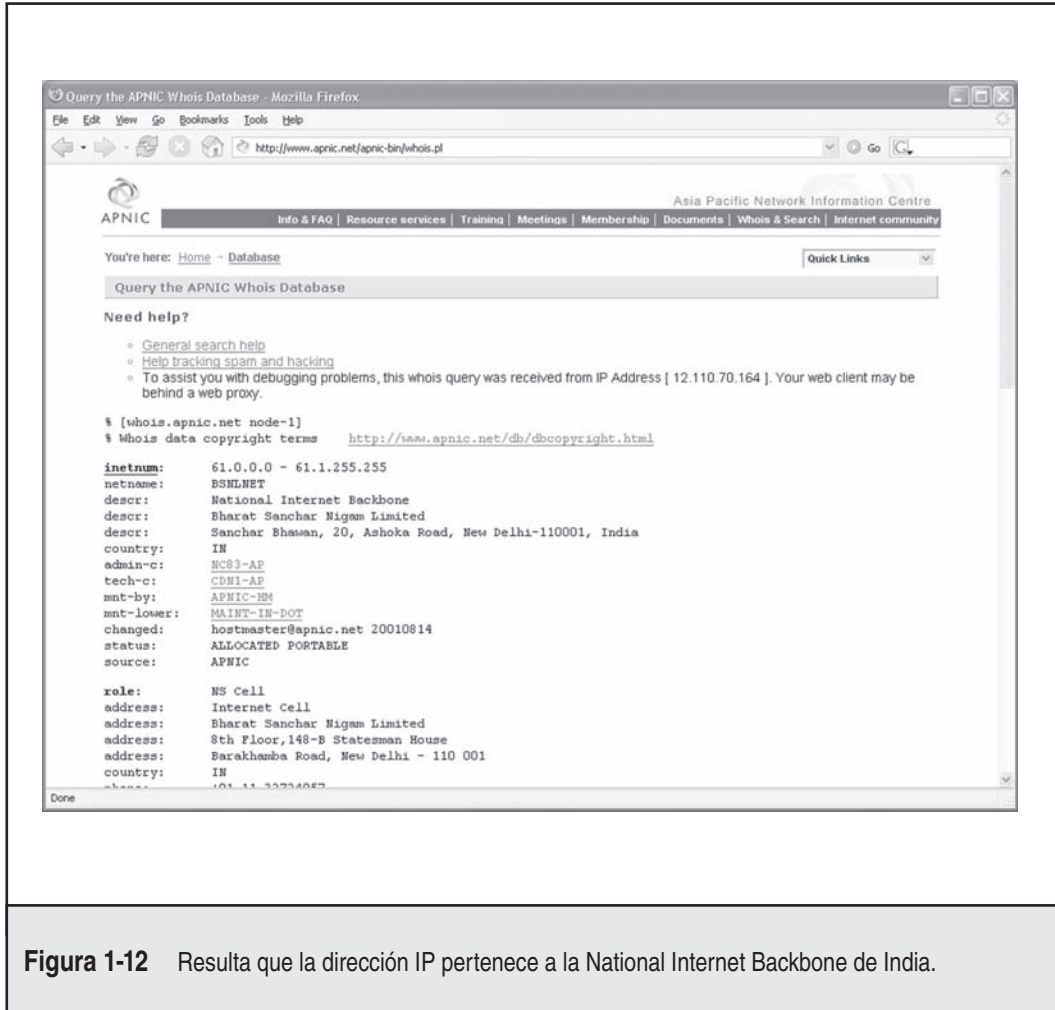 Query the APNIC Whois Database - Mozilla Firefox
File Edit View Go Bookmarks Tools Help
http://www.apnic.net/apnic-bin/whois.pl
Go
APNIC
Asia Pacific Network Information Centre
Info & FAQ | Resource services | Training | Meetings | Membership | Documents | Whois & Search | Internet community
You're here: Home → Database
Quick Links
Query the APNIC Whois Database
Need help?
General search help
Help tracking spam and hacking
To assist you with debugging problems, this whois query was received from IP Address [ 12.110.70.164 ]. Your web client may be
behind a web proxy.
% [whois.apnic.net node-1]
% Whois data copyright terms http://www.apnic.net/db/dbcopyright.html
inetnum: 61.0.0.0 - 61.1.255.255
netname: BSNLNET
descr: National Internet Backbone
descr: Bharat Sanchar Nigam Limited
descr: Sanchar Bhawan, 20, Ashoka Road, New Delhi-110001, India
country: IN
admin-c: NC83-AP
tech-c: CDN1-AP
mnt-by: APNIC-HM
mnt-lower: MAINT-IN-DOT
changed: hostmaster@apnic.net 20010814
status: ALLOCATED PORTABLE
source: APNIC
role: NS Cell
address: Internet Cell
address: Bharat Sanchar Nigam Limited
address: 8th Floor,148-B Statesman House
address: Barakhamba Road, New Delhi - 110 001
country: IN
Done
Figura 1-12 Resulta que la dirección IP pertenece a la National Internet Backbone de India.